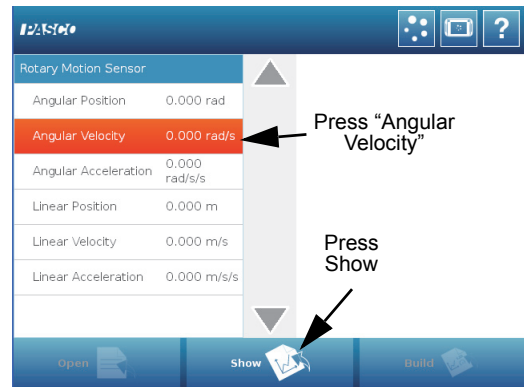 PASCO
?
Rotary Motion Sensor
Angular Position 0.000 rad
Angular Velocity 0.000 rad/s
Angular Acceleration 0.000 rad/s/s
Linear Position 0.000 m
Linear Velocity 0.000 m/s
Linear Acceleration 0.000 m/s/s
Press “Angular
Velocity”
Press
Show
Open
Show
Build